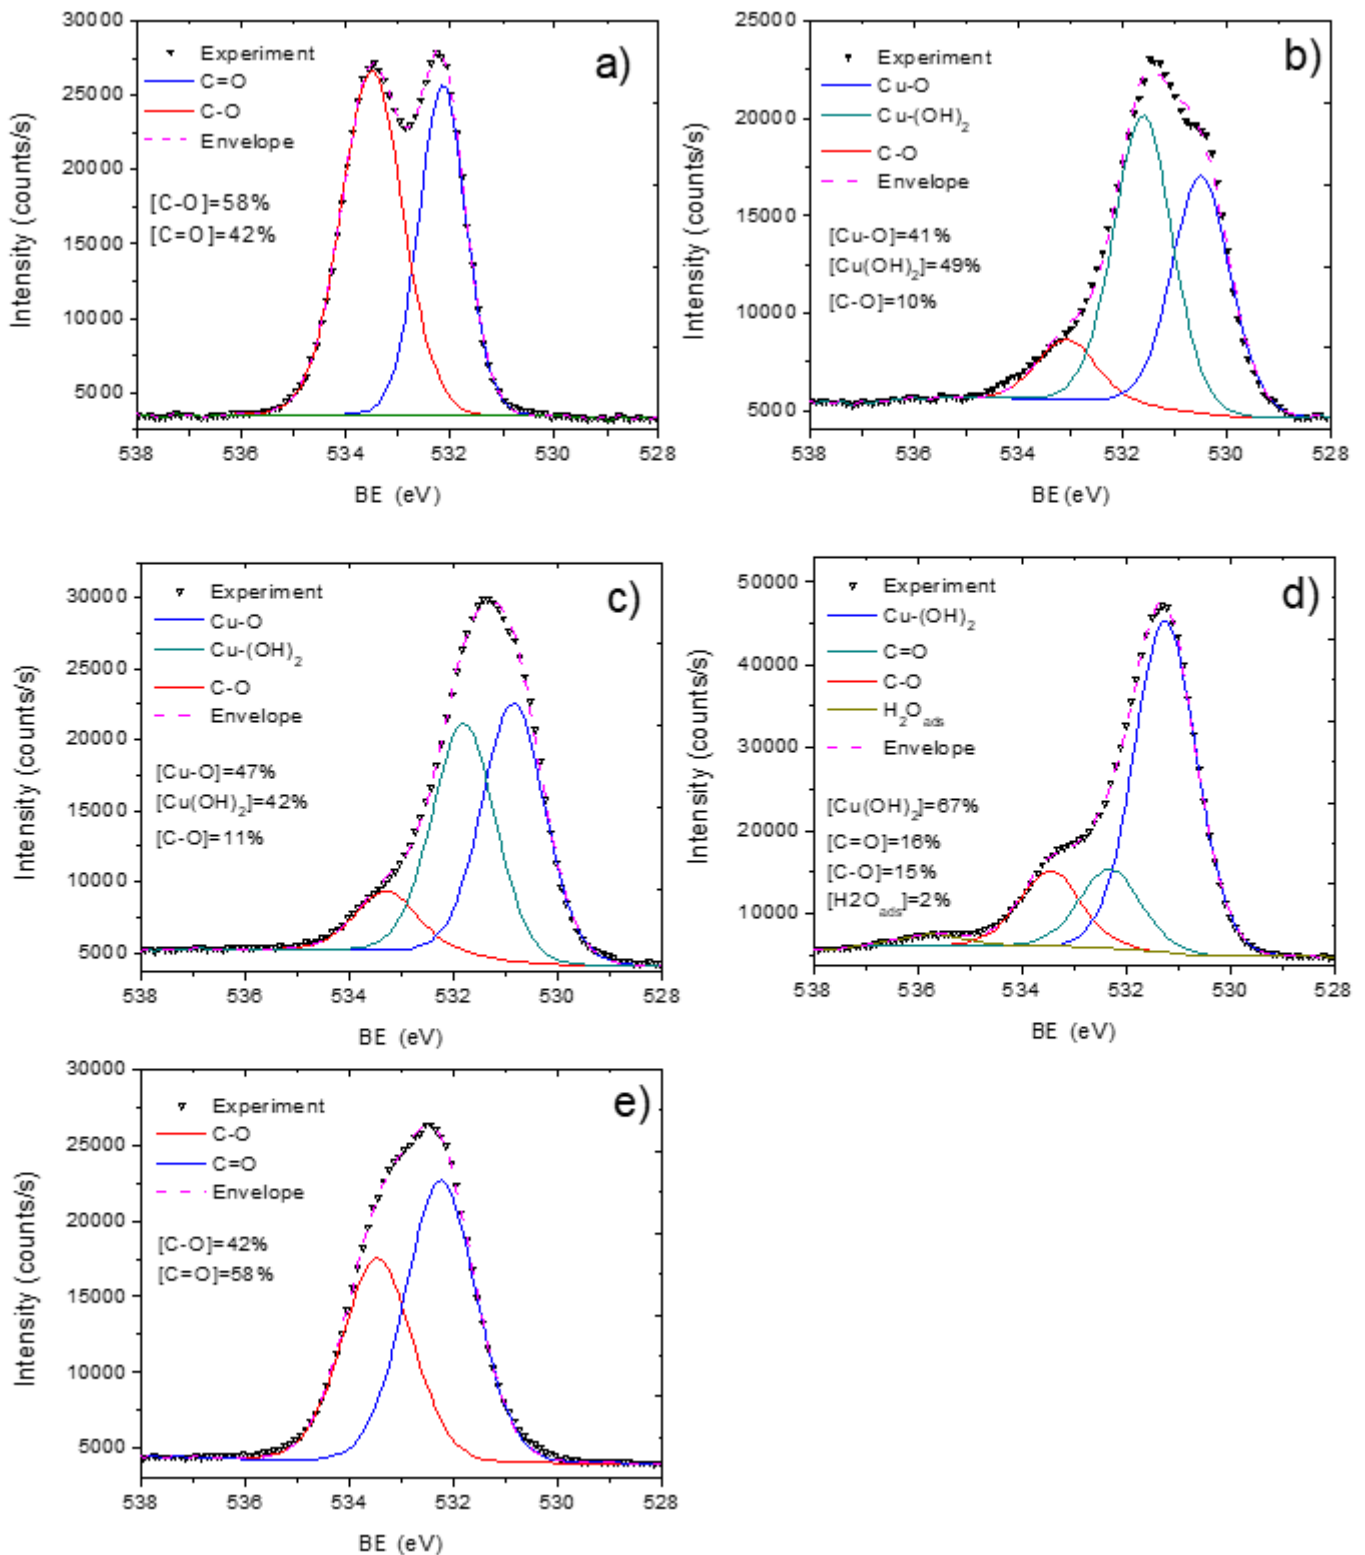 a)
30000
25000
20000
15000
10000
5000
Intensity (counts/s)
Experiment
C=O
C-O
Envelope
[C-O]=58%
[C=O]=42%
538 536 534 532 530 528
BE (eV)
b)
25000
20000
15000
10000
5000
Intensity (counts/s)
Experiment
Cu-O
Cu-(OH)2
C-O
Envelope
[Cu-O]=41%
[Cu(OH)2]=49%
[C-O]=10%
538 536 534 532 530 528
BE(eV)
c)
30000
25000
20000
15000
10000
5000
Intensity (counts/s)
Experiment
Cu-O
Cu-(OH)2
C-O
Envelope
[Cu-O]=47%
[Cu(OH)2]=42%
[C-O]=11%
538 536 534 532 530 528
BE (eV)
d)
50000
40000
30000
20000
10000
Intensity (counts/s)
Experiment
Cu-(OH)2
C=O
C-O
H2Oads
Envelope
[Cu(OH)2]=67%
[C=O]=16%
[C-O]=15%
[H2Oads]=2%
538 536 534 532 530 528
BE (eV)
e)
30000
25000
20000
15000
10000
5000
Intensity (counts/s)
Experiment
C-O
C=O
Envelope
[C-O]=42%
[C=O]=58%
538 536 534 532 530 528
BE (eV)